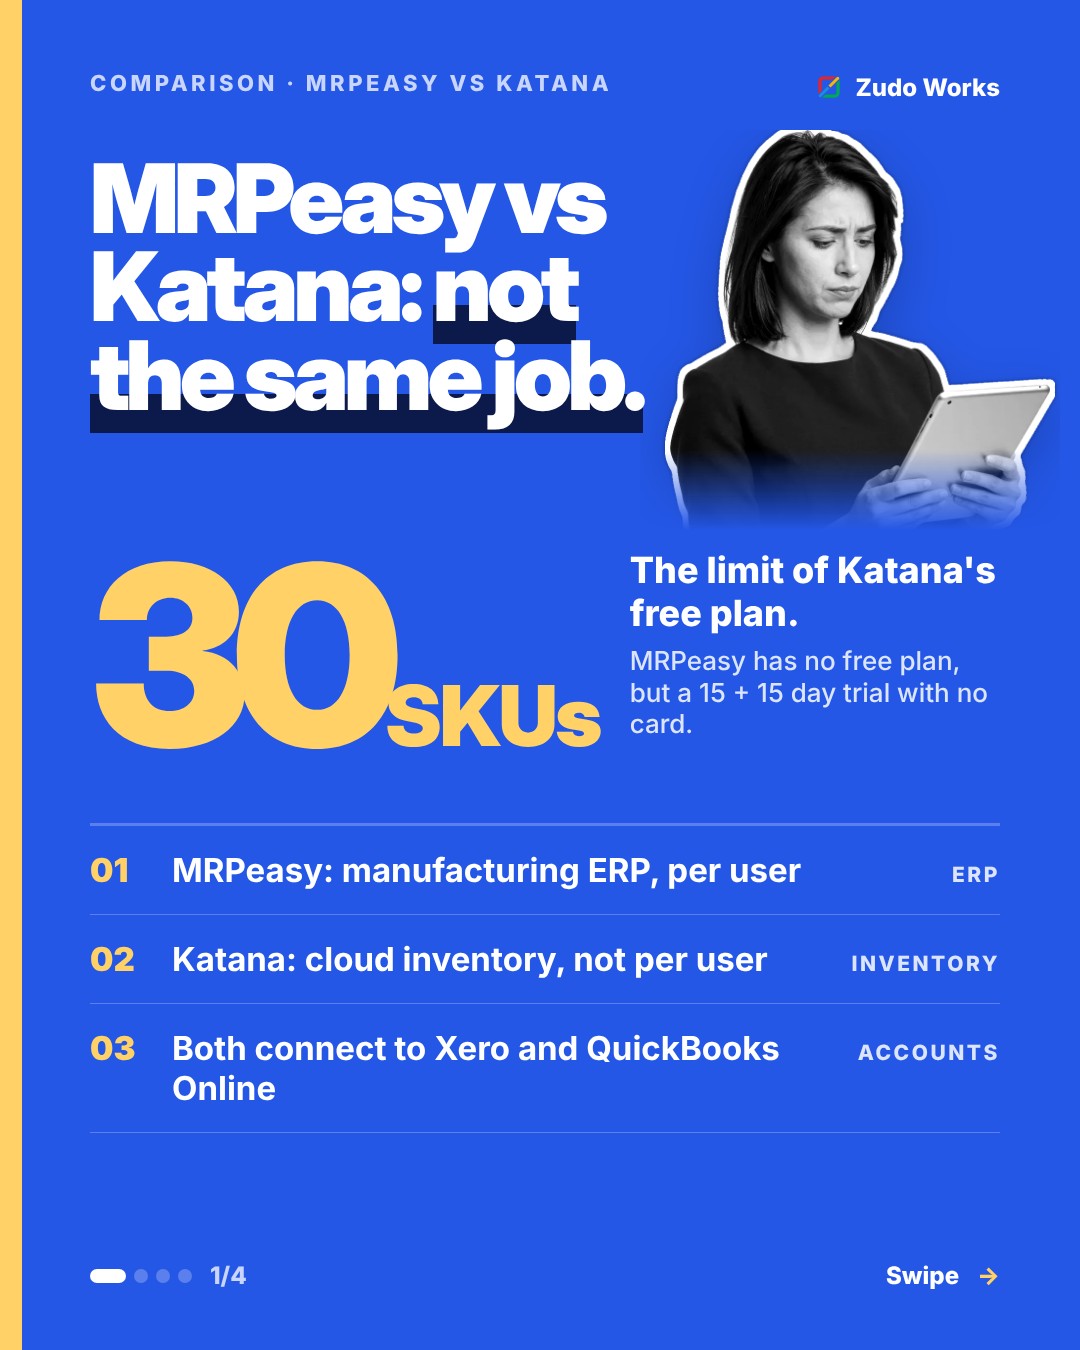 COMPARISON · MRPEASY VS KATANA
Zudo Works
MRPeasy vs
Katana: not
the same job.
30 SKUs
The limit of Katana's
free plan.
MRPeasy has no free plan,
but a 15 + 15 day trial with no
card.
01 MRPeasy: manufacturing ERP, per user ERP
02 Katana: cloud inventory, not per user INVENTORY
03 Both connect to Xero and QuickBooks ACCOUNTS
Online
1/4
Swipe →